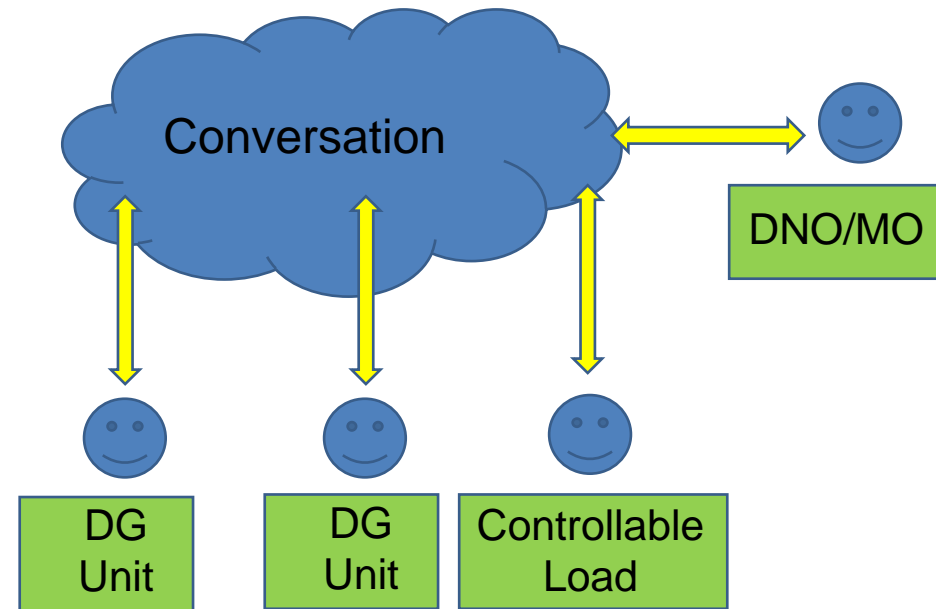 Conversation
DNO/MO
DG
Unit
DG
Unit
Controllable
Load